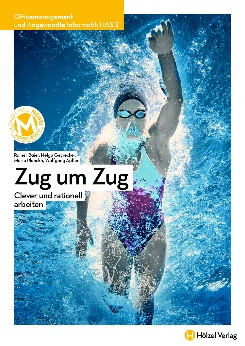 Officemanagement
und Angewandte Informatik HAS 2
M
Zug um Zug
Clever und rationell
arbeiten
H Hölzel Verlag